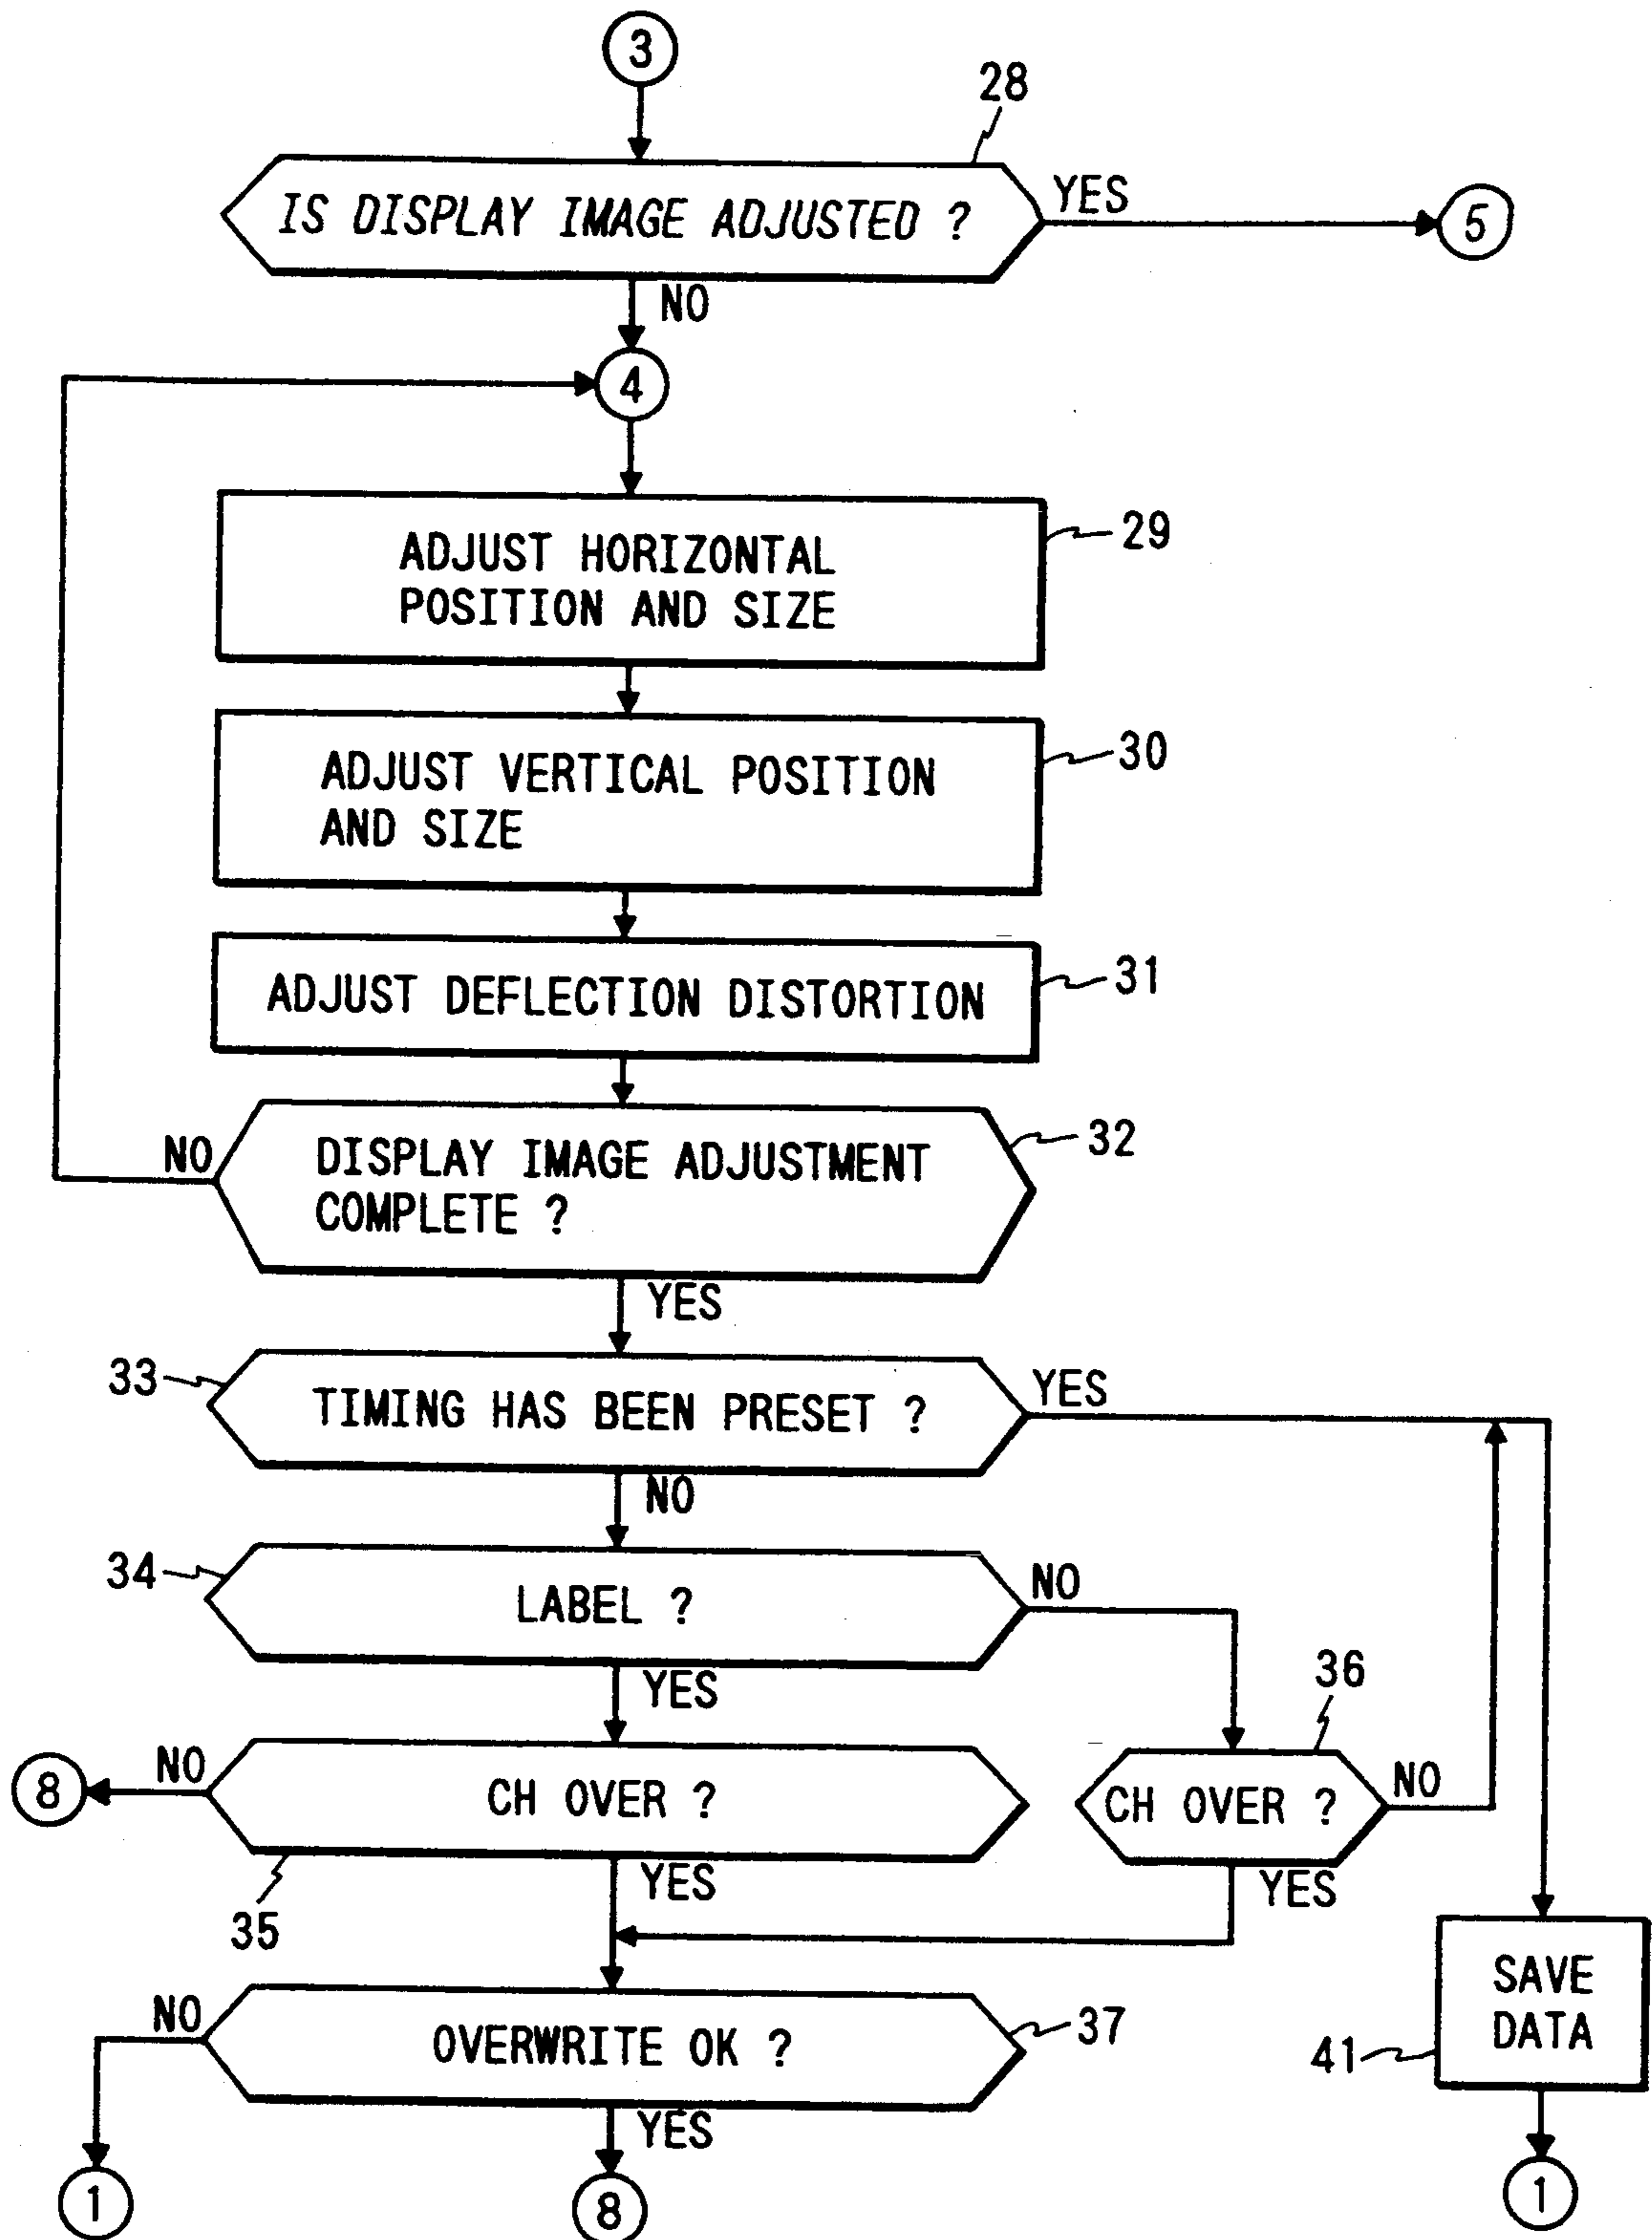 3
28
IS DISPLAY IMAGE ADJUSTED ?
YES
5
NO
4
29
ADJUST HORIZONTAL
POSITION AND SIZE
30
ADJUST VERTICAL POSITION
AND SIZE
31
ADJUST DEFLECTION DISTORTION
32
NO
DISPLAY IMAGE ADJUSTMENT
COMPLETE ?
YES
33
TIMING HAS BEEN PRESET ?
YES
NO
34
LABEL ?
NO
YES
36
8
NO
CH OVER ?
CH OVER ?
NO
YES
YES
35
NO
OVERWRITE OK ?
37
SAVE
DATA
41
YES
1
8
1